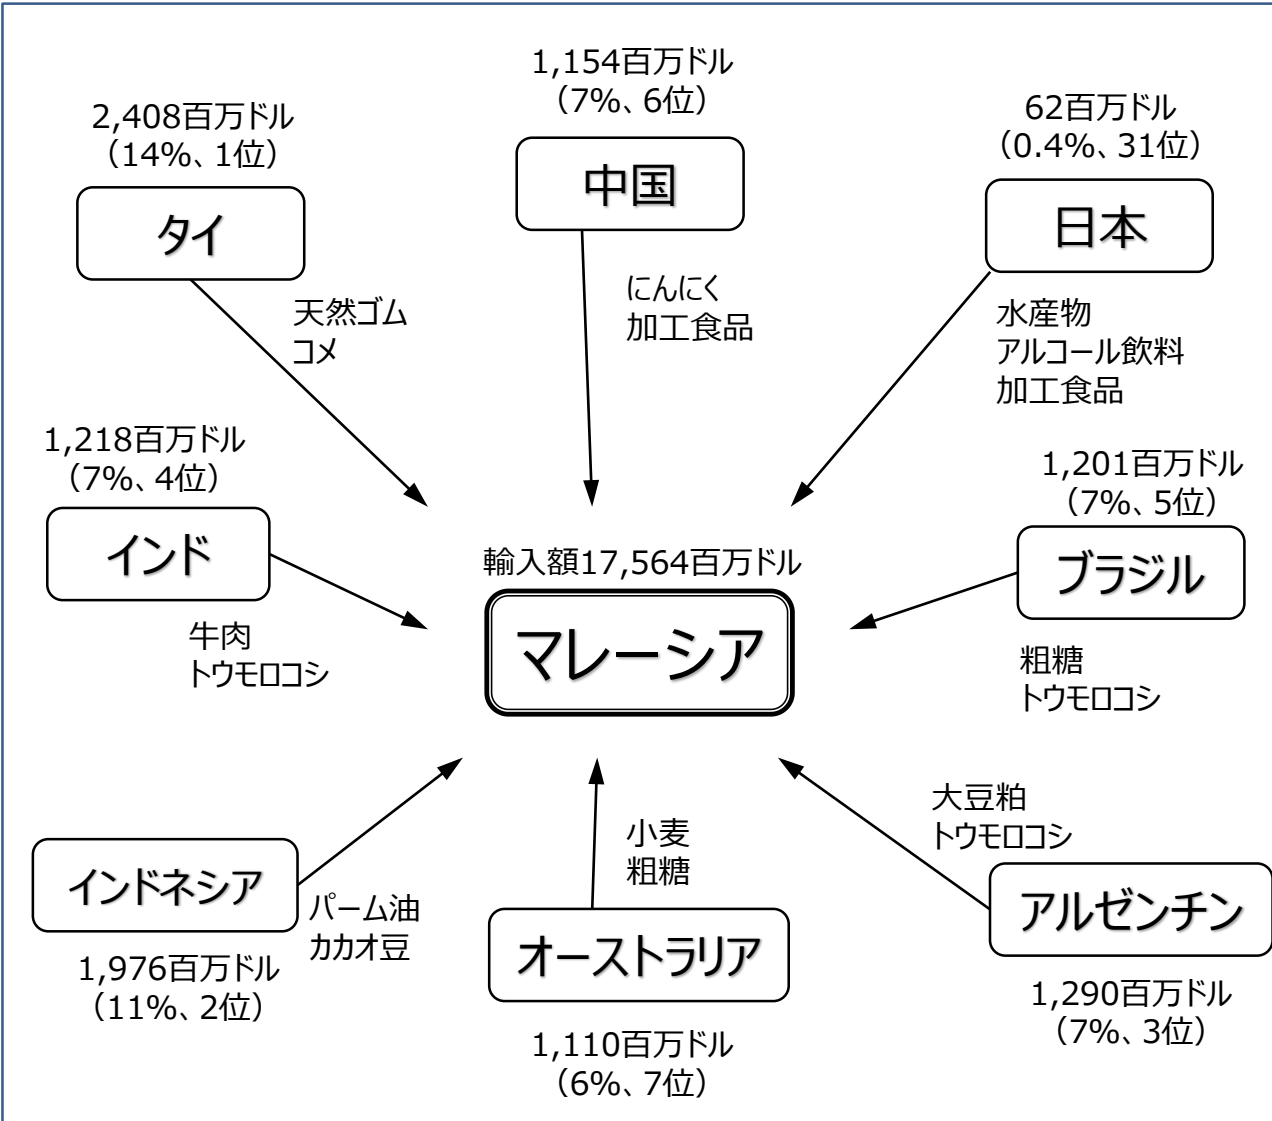 1,154百万ドル
（7%、6位）
中国
にんにく
加工食品
2,408百万ドル
（14%、1位）
タイ
天然ゴム
コメ
62百万ドル
（0.4%、31位）
日本
水産物
アルコール飲料
加工食品
1,218百万ドル
（7%、4位）
インド
牛肉
トウモロコシ
輸入額17,564百万ドル
マレーシア
1,201百万ドル
（7%、5位）
ブラジル
粗糖
トウモロコシ
インドネシア
パーム油
カカオ豆
1,976百万ドル
（11%、2位）
小麦
粗糖
オーストラリア
1,110百万ドル
（6%、7位）
大豆粕
トウモロコシ
アルゼンチン
1,290百万ドル
（7%、3位）